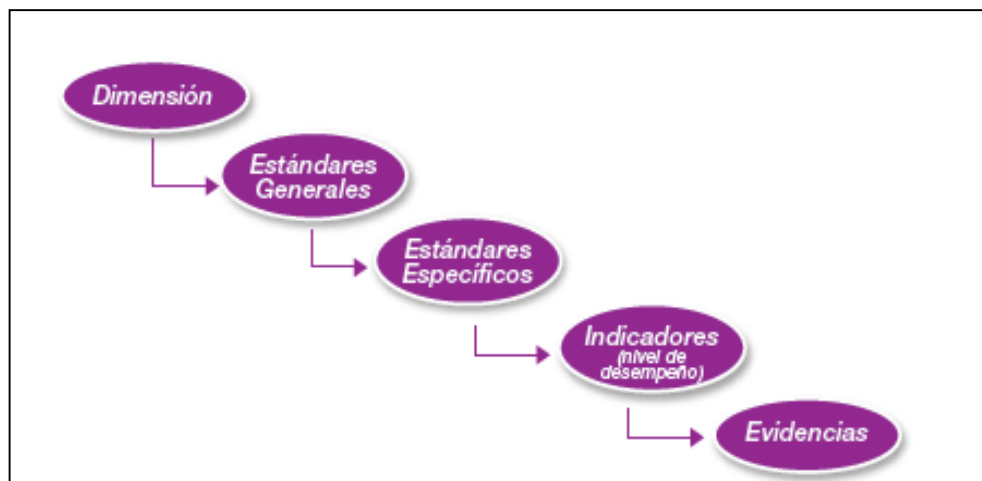 Dimensión
Estándares
Generales
Estándares
Específicos
Indicadores
(nivel de
desempeño)
Evidencias